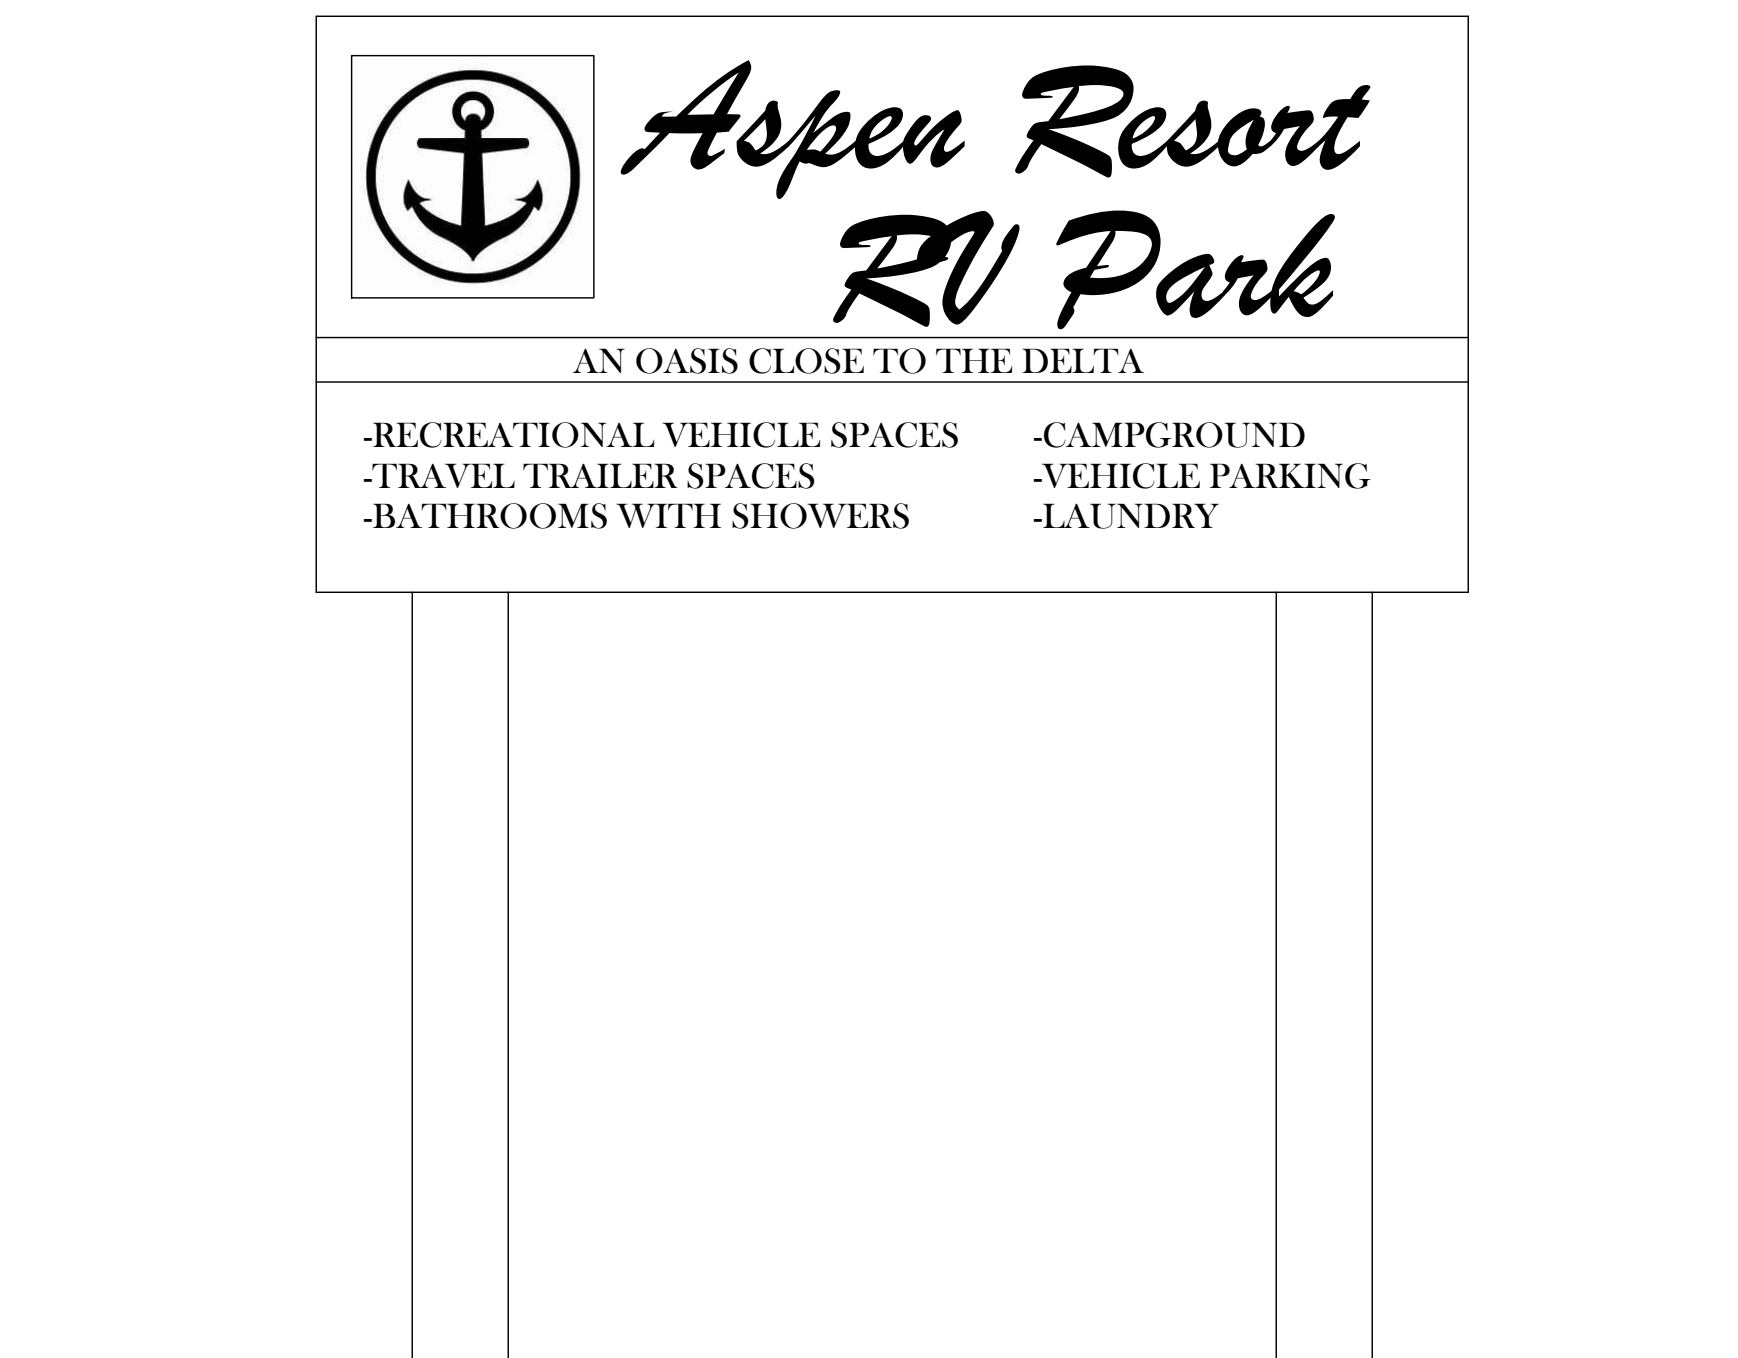 Aspen Resort
RV Park
AN OASIS CLOSE TO THE DELTA
-RECREATIONAL VEHICLE SPACES
-TRAVEL TRAILER SPACES
-BATHROOMS WITH SHOWERS
-CAMPGROUND
-VEHICLE PARKING
-LAUNDRY